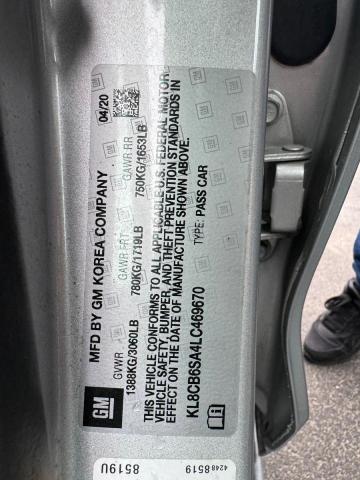 GM
MFD BY GM KOREA COMPANY
04/20
GVWR
GAWR FRT
GAWR RR
1388KG/3060LB
780KG/1719LB
750KG/1653LB
THIS VEHICLE CONFORMS TO ALL APPLICABLE U.S. FEDERAL MOTOR
VEHICLE SAFETY, BUMPER, AND THEFT PREVENTION STANDARDS IN
EFFECT ON THE DATE OF MANUFACTURE SHOWN ABOVE.
KL8CB6SA4LC469670
TYPE: PASS CAR
4248 8519
8519U